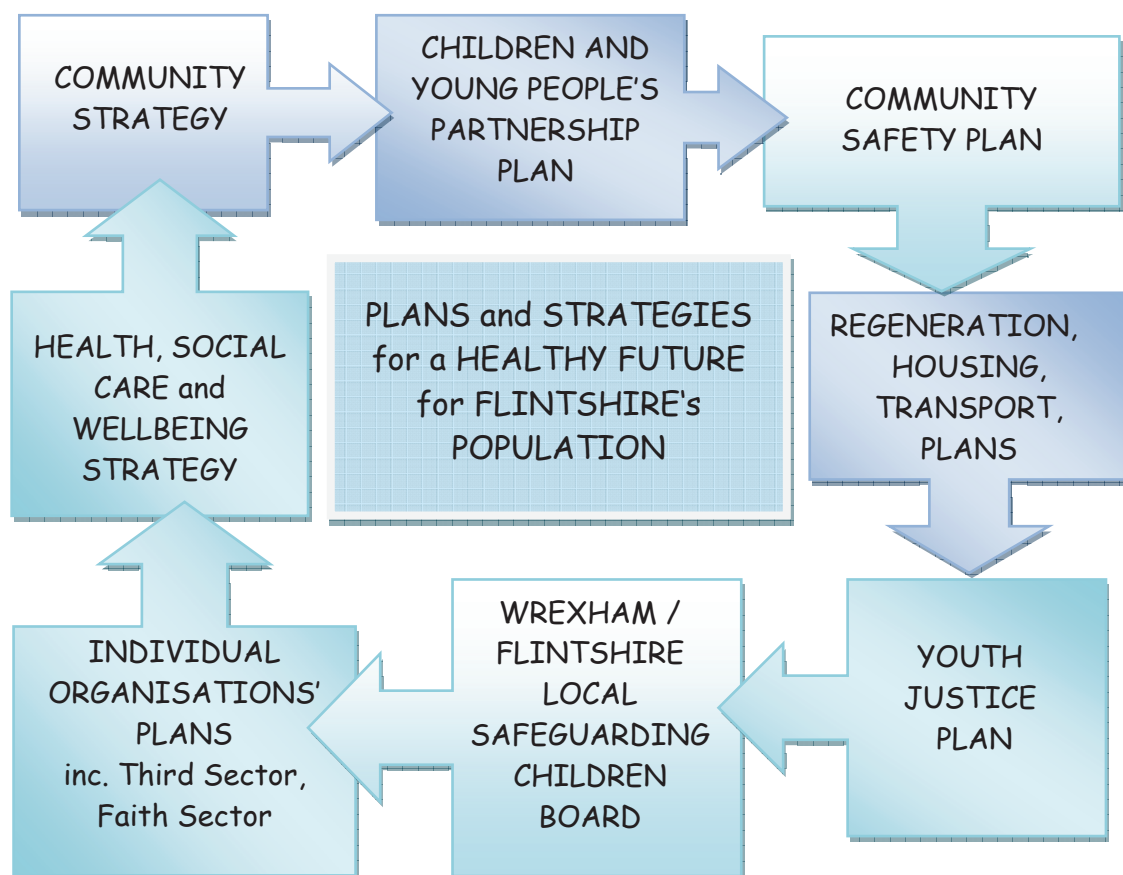 COMMUNITY
STRATEGY
CHILDREN AND
YOUNG PEOPLE'S
PARTNERSHIP
PLAN
COMMUNITY
SAFETY PLAN
REGENERATION,
HOUSING,
TRANSPORT,
PLANS
YOUTH
JUSTICE
PLAN
WREXHAM /
FLINTSHIRE
LOCAL
SAFEGUARDING
CHILDREN
BOARD
INDIVIDUAL
ORGANISATIONS'
PLANS
inc. Third Sector,
Faith Sector
HEALTH, SOCIAL
CARE and
WELLBEING
STRATEGY
PLANS and STRATEGIES
for a HEALTHY FUTURE
for FLINTSHIRE's
POPULATION